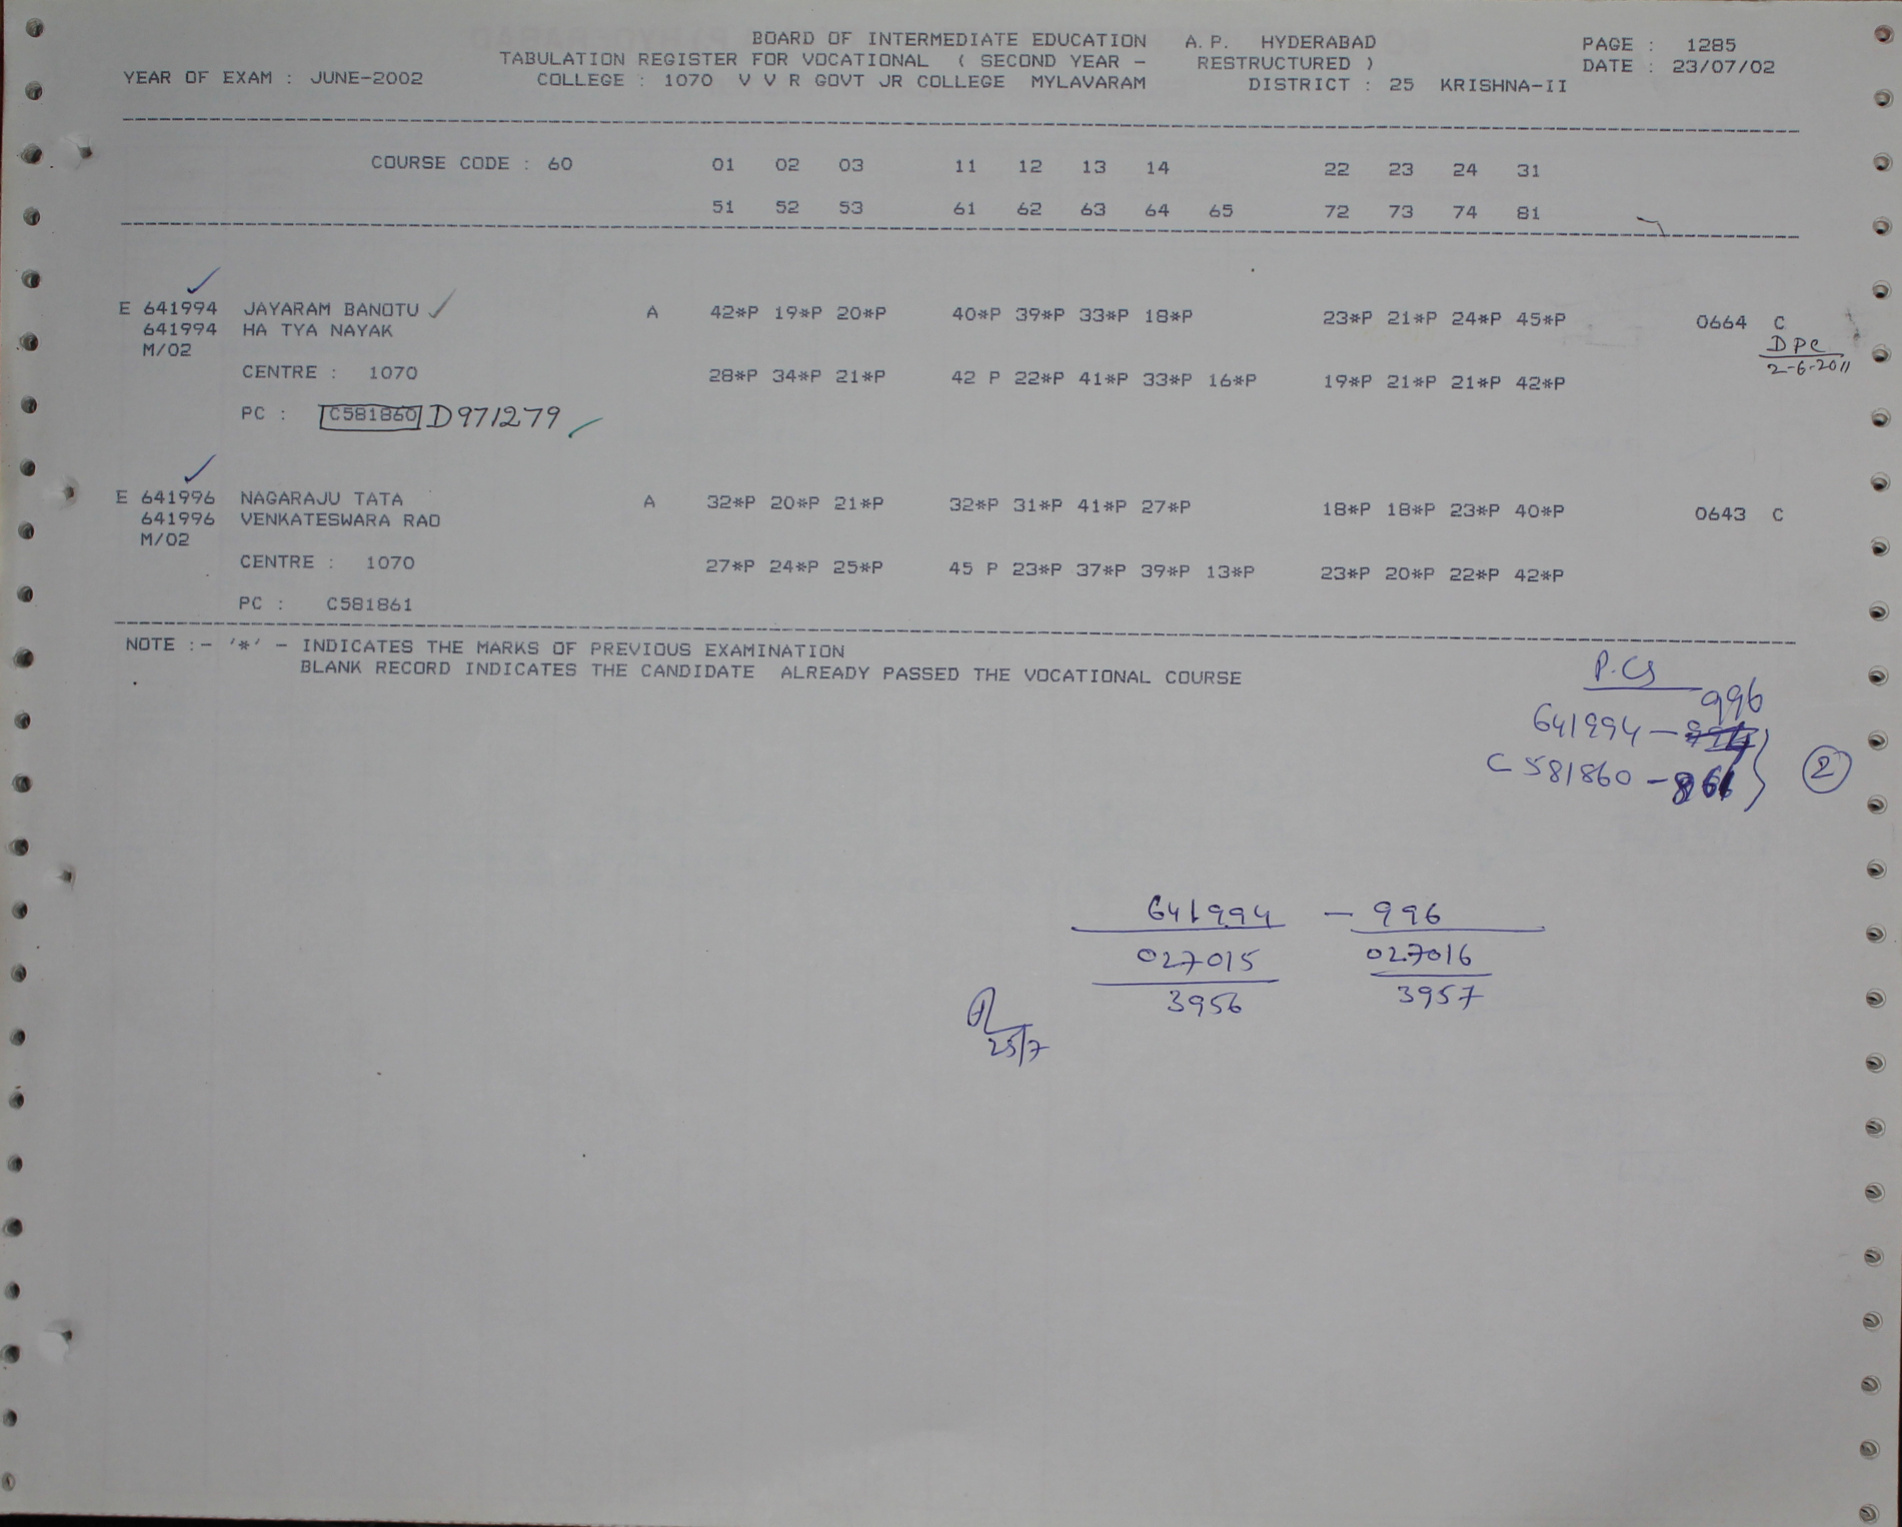 BOARD OF INTERMEDIATE EDUCATION A.P. HYDERABAD PAGE : 1285
TABULATION REGISTER FOR VOCATIONAL ( SECOND YEAR - RESTRUCTURED ) DATE : 23/07/02
YEAR OF EXAM : JUNE-2002 COLLEGE : 1070 V V R GOVT JR COLLEGE MYLAVARAM DISTRICT : 25 KRISHNA-II
COURSE CODE : 60 01 02 03 11 12 13 14 22 23 24 31
51 52 53 61 62 63 64 65 72 73 74 81
E 641994 JAYARAM BANOTU A 42*P 19*P 20*P 40*P 39*P 33*P 18*P 23*P 21*P 24*P 45*P 0664 C
641994 HA TYA NAYAK DPC
M/02 2-6-2011
CENTRE : 1070 28*P 34*P 21*P 42 P 22*P 41*P 33*P 16*P 19*P 21*P 21*P 42*P
PC : C581860 D971279
E 641996 NAGARAJU TATA A 32*P 20*P 21*P 32*P 31*P 41*P 27*P 18*P 18*P 23*P 40*P 0643 C
641996 VENKATESWARA RAO
M/02
CENTRE : 1070 27*P 24*P 25*P 45 P 23*P 37*P 39*P 13*P 23*P 20*P 22*P 42*P
PC : C581861
NOTE :- '*' - INDICATES THE MARKS OF PREVIOUS EXAMINATION
BLANK RECORD INDICATES THE CANDIDATE ALREADY PASSED THE VOCATIONAL COURSE
P.Cs
641994 - 996
C 581860 - 861 2
641994 - 996
027015 027016
3956 3957
25/7